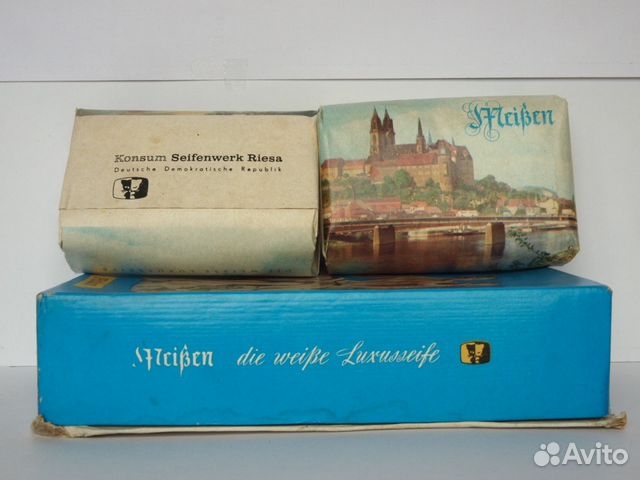 Meißen
Konsum Seifenwerk Riesa
Deutsche Demokratische Republik
Meißen die weiße Luxusseife
Avito